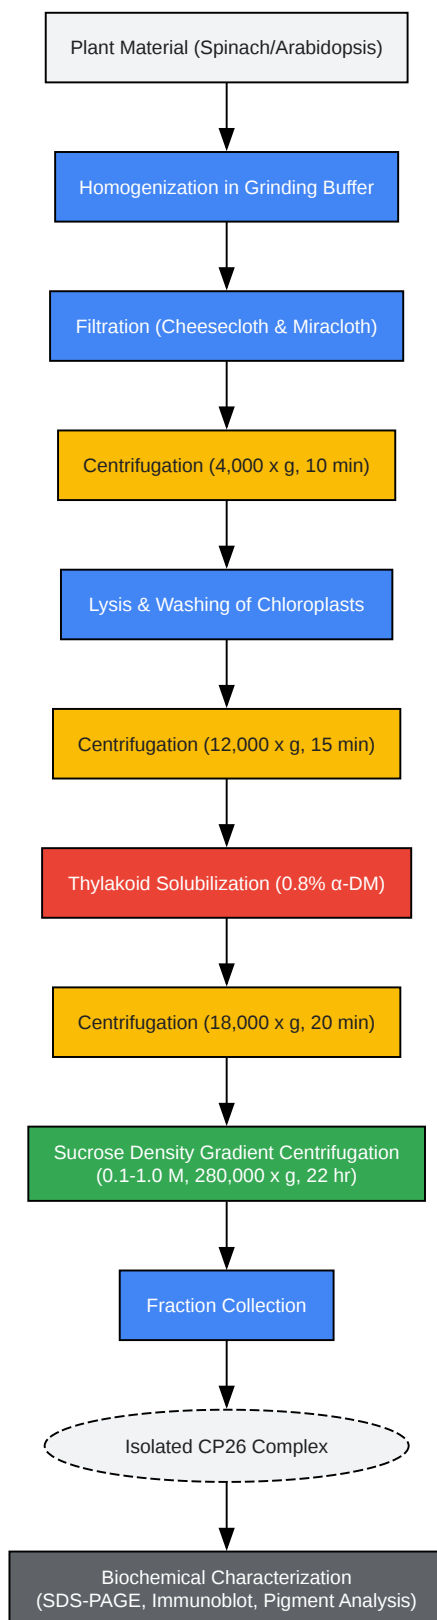 Plant Material (Spinach/Arabidopsis)
Homogenization in Grinding Buffer
Filtration (Cheesecloth & Miracloth)
Centrifugation (4,000 x g, 10 min)
Lysis & Washing of Chloroplasts
Centrifugation (12,000 x g, 15 min)
Thylakoid Solubilization (0.8% α-DM)
Centrifugation (18,000 x g, 20 min)
Sucrose Density Gradient Centrifugation
(0.1-1.0 M, 280,000 x g, 22 hr)
Fraction Collection
Isolated CP26 Complex
Biochemical Characterization
(SDS-PAGE, Immunoblot, Pigment Analysis)